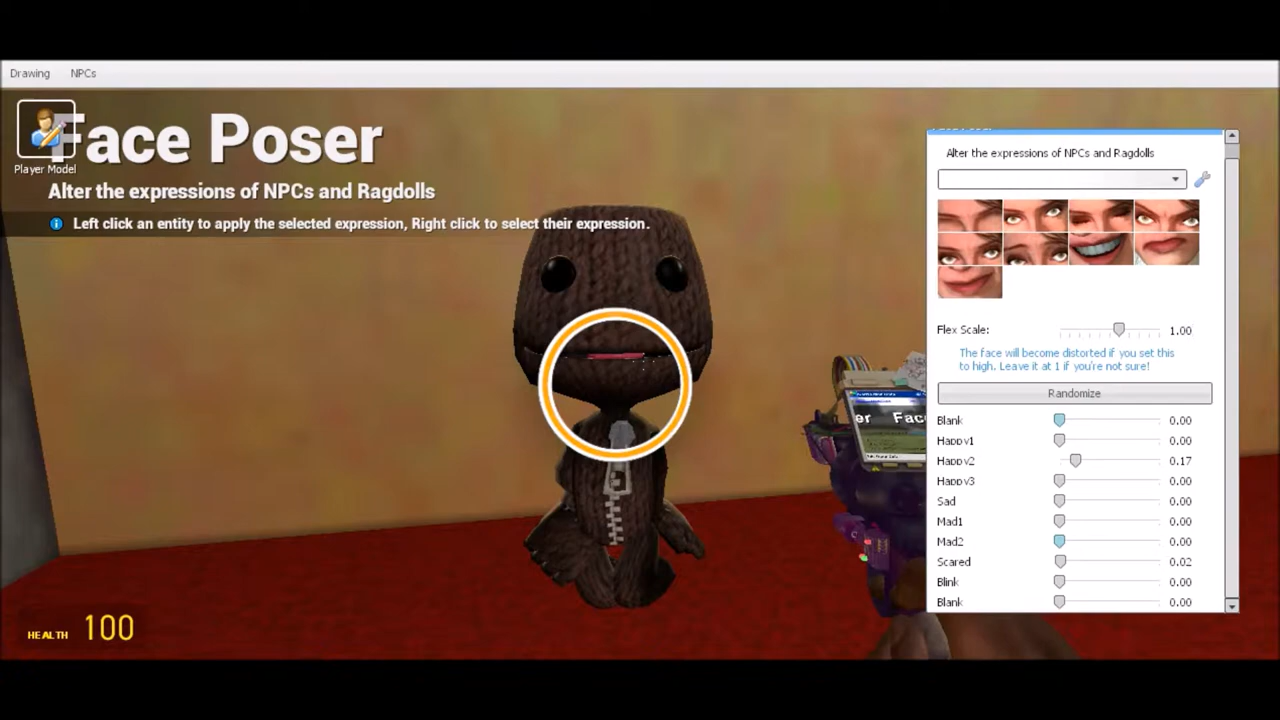 Drawing NPCs
Face Poser
Player Model
Alter the expressions of NPCs and Ragdolls
Left click an entity to apply the selected expression, Right click to select their expression.
Alter the expressions of NPCs and Ragdolls
Flex Scale: 1.00
The face will become distorted if you set this
to high. Leave it at 1 if you're not sure!
Randomize
Blank 0.00
Happy1 0.00
Happy2 0.17
Happy3 0.00
Sad 0.00
Mad1 0.00
Mad2 0.00
Scared 0.02
Blink 0.00
Blank 0.00
er Fac
HEALTH 100